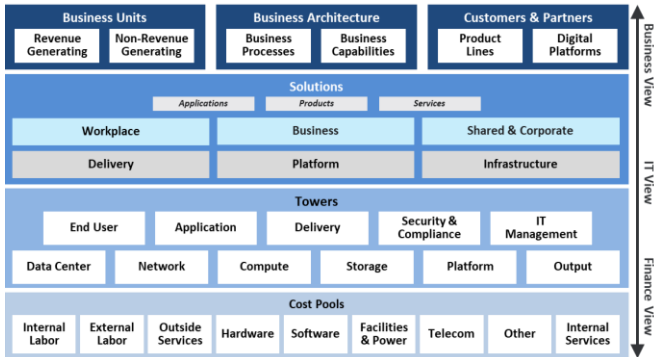 Business Units
Business Architecture
Customers & Partners
Revenue
Generating
Non-Revenue
Generating
Business
Processes
Business
Capabilities
Product
Lines
Digital
Platforms
Solutions
Applications
Products
Services
Workplace
Business
Shared & Corporate
Delivery
Platform
Infrastructure
Towers
End User
Application
Delivery
Security &
Compliance
IT
Management
Data Center
Network
Compute
Storage
Platform
Output
Cost Pools
Internal
Labor
External
Labor
Outside
Services
Hardware
Software
Facilities
& Power
Telecom
Other
Internal
Services
Business View
IT View
Finance View